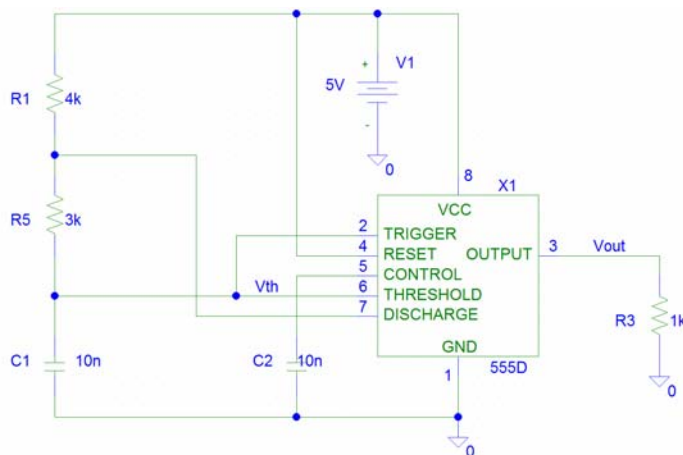 V1
+
5V
-
0
R1
4k
8
X1
VCC
R5
3k
2
TRIGGER
4
RESET
OUTPUT
3
Vout
5
CONTROL
Vth
6
THRESHOLD
7
DISCHARGE
R3
1k
GND
C1
10n
C2
10n
1
555D
0
0